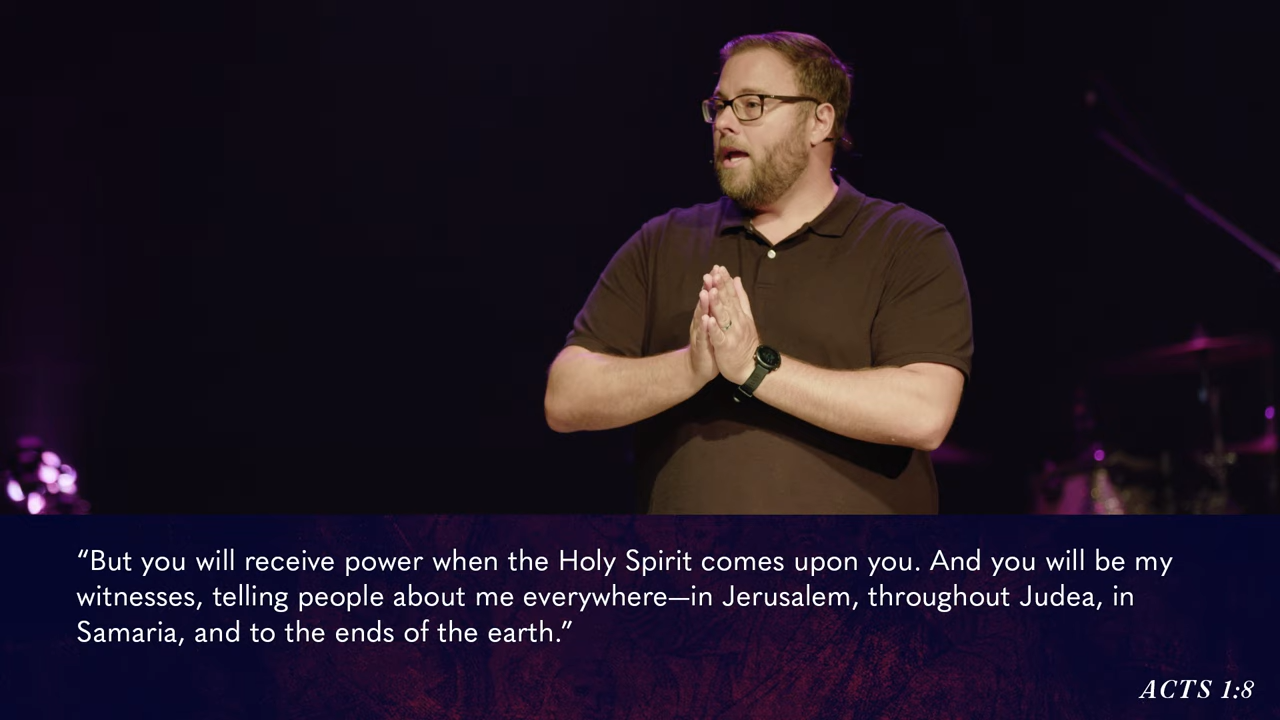 “But you will receive power when the Holy Spirit comes upon you. And you will be my
witnesses, telling people about me everywhere—in Jerusalem, throughout Judea, in
Samaria, and to the ends of the earth.”
ACTS 1:8